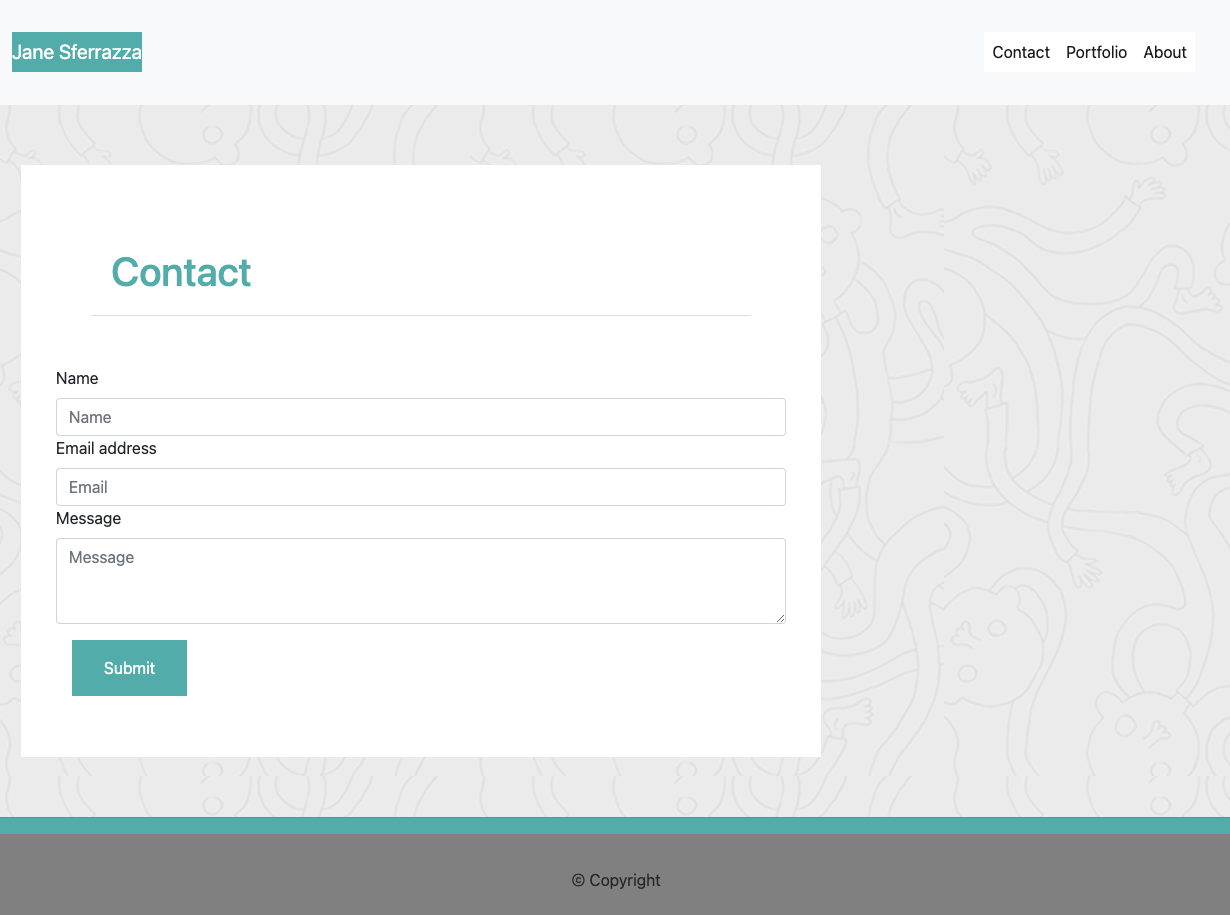 Jane Sferrazza
Contact Portfolio About
Contact
Name
Name
Email address
Email
Message
Message
Submit
© Copyright